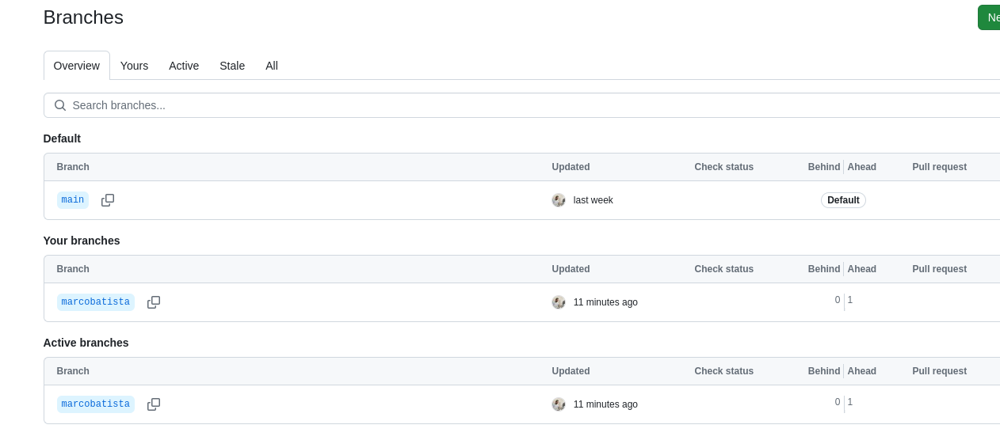 Branches
Ne
Overview Yours Active Stale All
Search branches...
Default
Branch Updated Check status Behind Ahead Pull request
main last week Default
Your branches
Branch Updated Check status Behind Ahead Pull request
marcobatista 11 minutes ago 0 1
Active branches
Branch Updated Check status Behind Ahead Pull request
marcobatista 11 minutes ago 0 1